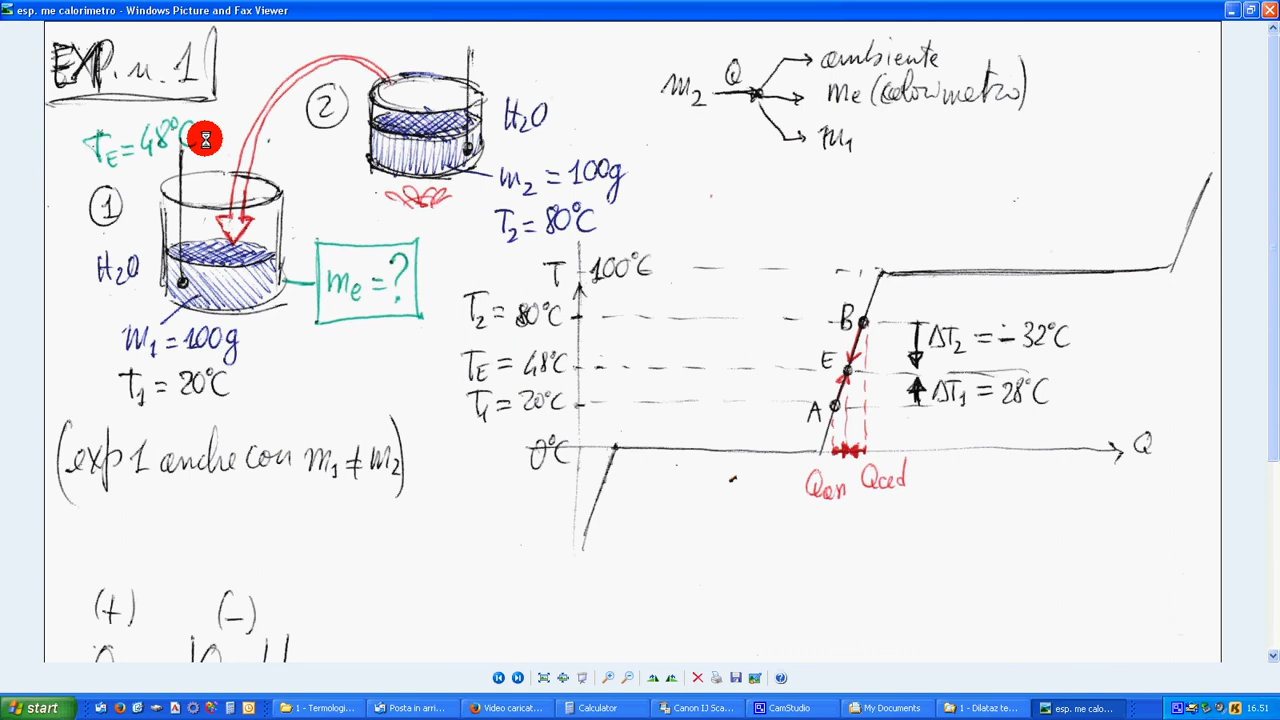 esp. me calorimetro - Windows Picture and Fax Viewer
EXP. n. 1
T_E = 48°C
1
H₂O
m₁ = 100g
T₁ = 20°C
m_e = ?
2
H₂O
m₂ = 100g
T₂ = 80°C
m₂ Q
ambiente
me (calorimetro)
m₁
(exp 1 anche con m₁ ≠ m₂)
T 100°C
T₂ = 80°C
T_E = 48°C
T₁ = 20°C
0°C
B
E
A
ΔT₂ = - 32°C
ΔT₁ = 28°C
Q
Qass Qced
(+) (-)
start
1 - Termologi...
Posta in arri...
Video caricat...
Calculator
Canon IJ Sca...
CamStudio
My Documents
1 - Dilataz te...
esp. me calo...
16.51